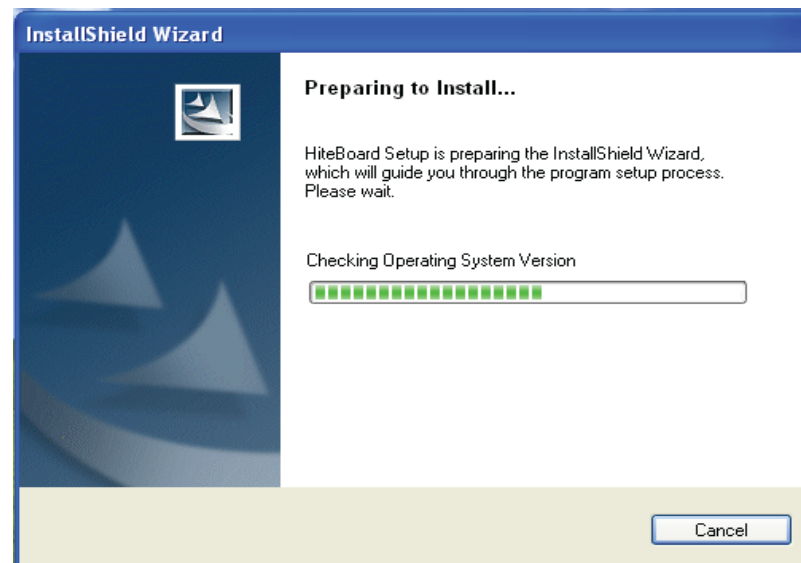 InstallShield Wizard
Preparing to Install...
HiteBoard Setup is preparing the InstallShield Wizard,
which will guide you through the program setup process.
Please wait.
Checking Operating System Version
Cancel